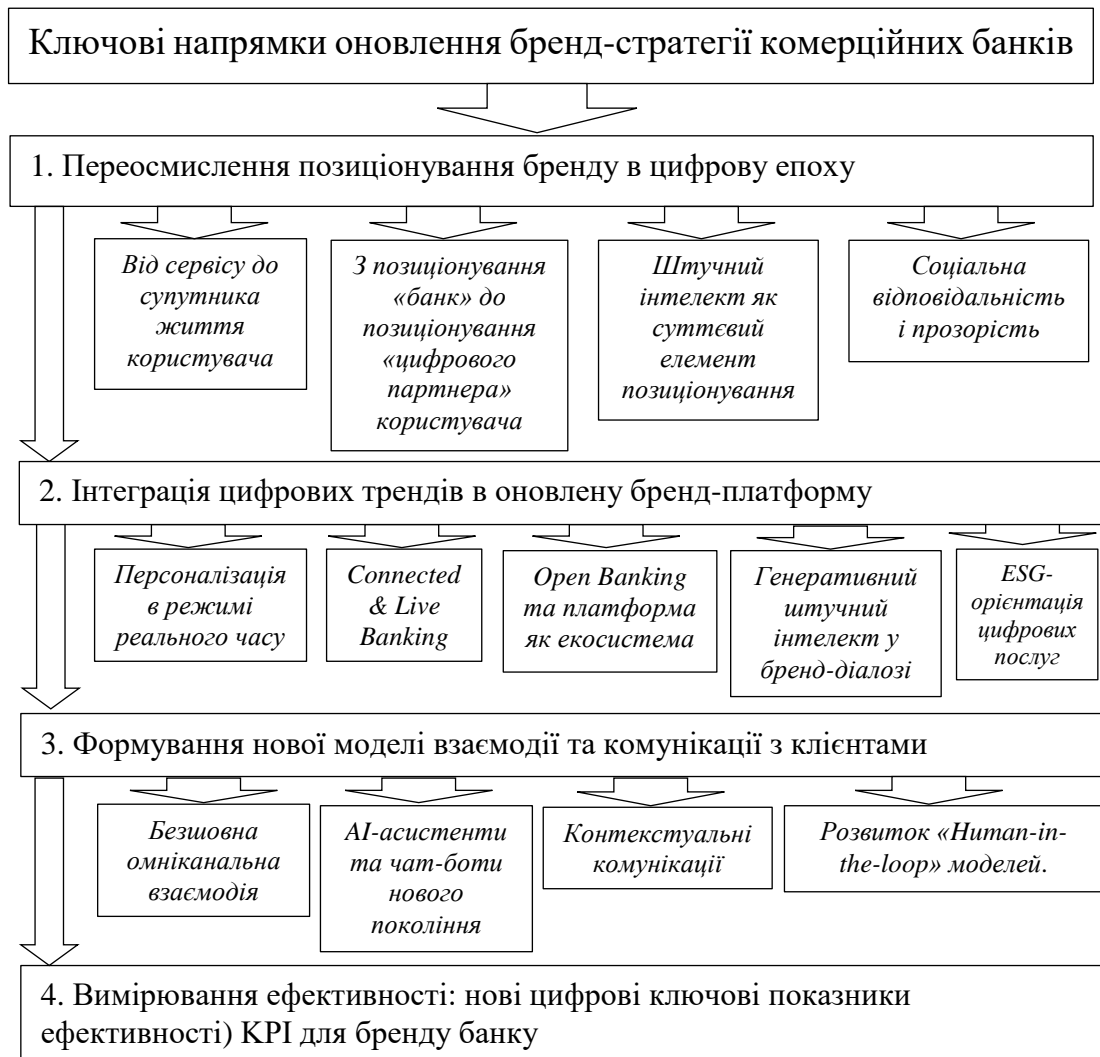 Ключові напрямки оновлення бренд-стратегії комерційних банків
1. Переосмислення позиціонування бренду в цифрову епоху
Від сервісу до
супутника
життя
користувача
З позиціонування
«банк» до
позиціонування
«цифрового
партнера»
користувача
Штучний
інтелект як
суттєвий
елемент
позиціонування
Соціальна
відповідальність
і прозорість
2. Інтеграція цифрових трендів в оновлену бренд-платформу
Персоналізація
в режимі
реального часу
Connected
& Live
Banking
Open Banking
та платформа
як екосистема
Генеративний
штучний
інтелект у
бренд-діалозі
ESG-
орієнтація
цифрових
послуг
3. Формування нової моделі взаємодії та комунікації з клієнтами
Безшовна
омніканальна
взаємодія
AI-асистенти
та чат-боти
нового
покоління
Контекстуальні
комунікації
Розвиток «Human-in-
the-loop» моделей.
4. Вимірювання ефективності: нові цифрові ключові показники
ефективності) KPI для бренду банку